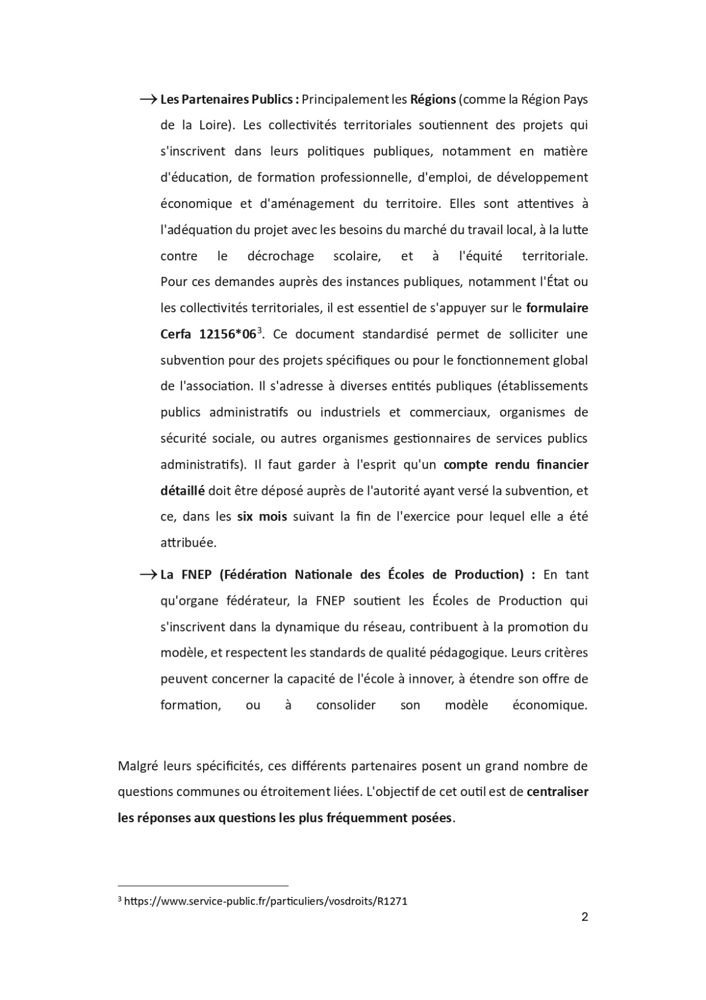 → Les Partenaires Publics : Principalement les Régions (comme la Région Pays
de la Loire). Les collectivités territoriales soutiennent des projets qui
s'inscrivent dans leurs politiques publiques, notamment en matière
d'éducation, de formation professionnelle, d'emploi, de développement
économique et d'aménagement du territoire. Elles sont attentives à
l'adéquation du projet avec les besoins du marché du travail local, à la lutte
contre le décrochage scolaire, et à l'équité territoriale.
Pour ces demandes auprès des instances publiques, notamment l'État ou
les collectivités territoriales, il est essentiel de s'appuyer sur le formulaire
Cerfa 12156*06³. Ce document standardisé permet de solliciter une
subvention pour des projets spécifiques ou pour le fonctionnement global
de l'association. Il s'adresse à diverses entités publiques (établissements
publics administratifs ou industriels et commerciaux, organismes de
sécurité sociale, ou autres organismes gestionnaires de services publics
administratifs). Il faut garder à l'esprit qu'un compte rendu financier
détaillé doit être déposé auprès de l'autorité ayant versé la subvention, et
ce, dans les six mois suivant la fin de l'exercice pour lequel elle a été
attribuée.
→ La FNEP (Fédération Nationale des Écoles de Production) : En tant
qu'organe fédérateur, la FNEP soutient les Écoles de Production qui
s'inscrivent dans la dynamique du réseau, contribuent à la promotion du
modèle, et respectent les standards de qualité pédagogique. Leurs critères
peuvent concerner la capacité de l'école à innover, à étendre son offre de
formation, ou à consolider son modèle économique.
Malgré leurs spécificités, ces différents partenaires posent un grand nombre de
questions communes ou étroitement liées. L'objectif de cet outil est de centraliser
les réponses aux questions les plus fréquemment posées.
³ https://www.service-public.fr/particuliers/vosdroits/R1271
2